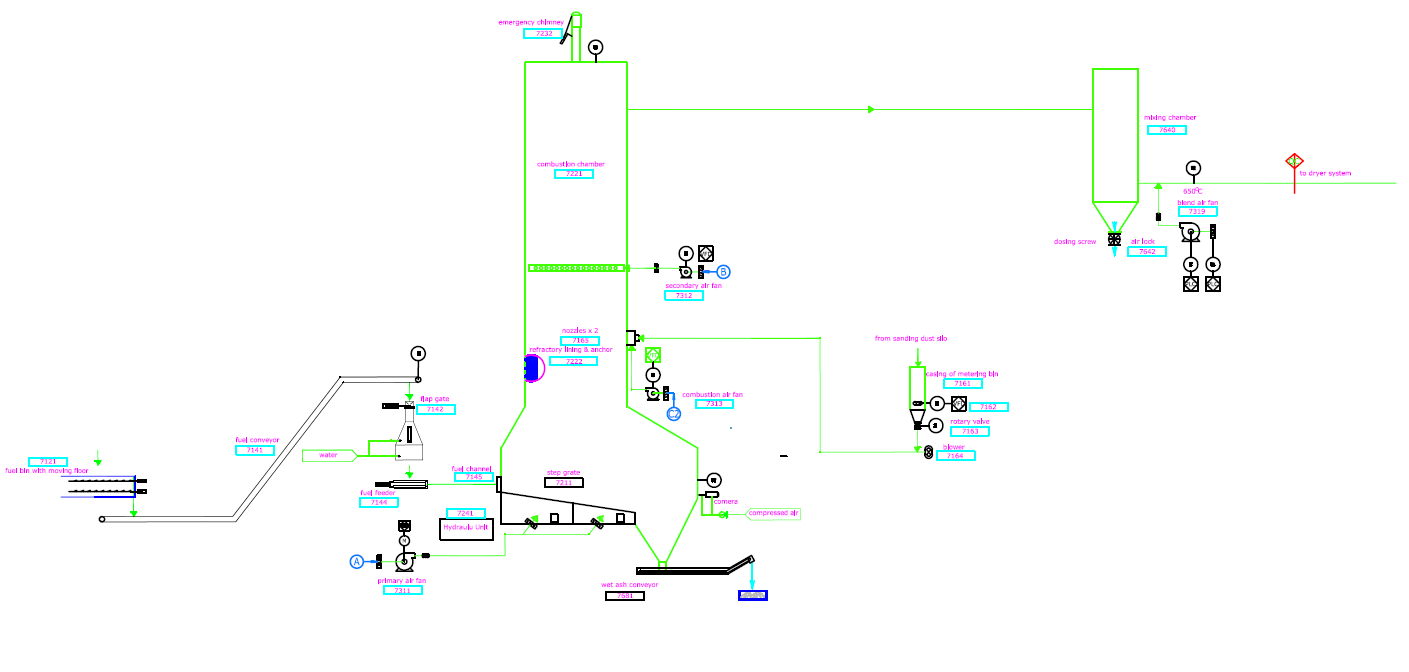 emergency chimney
7232
mixing chamber
7640
combustion chamber
7221
to dryer system
650°C
blend air fan
7319
dosing screw
air lock
7642
B
secondary air fan
7312
nozzles x 2
7165
refractory lining & anchor
7222
from sanding dust silo
casing of metering bin
7161
7162
combustion air fan
7313
C2
flap gate
7142
rotary valve
7163
fuel conveyor
7141
water
blower
7164
7121
fuel bin with moving floor
fuel channel
7145
step grate
7211
fuel feeder
7144
camera
compressed air
7241
Hydraulu Unit
M
A
primary air fan
7311
wet ash conveyor
7681